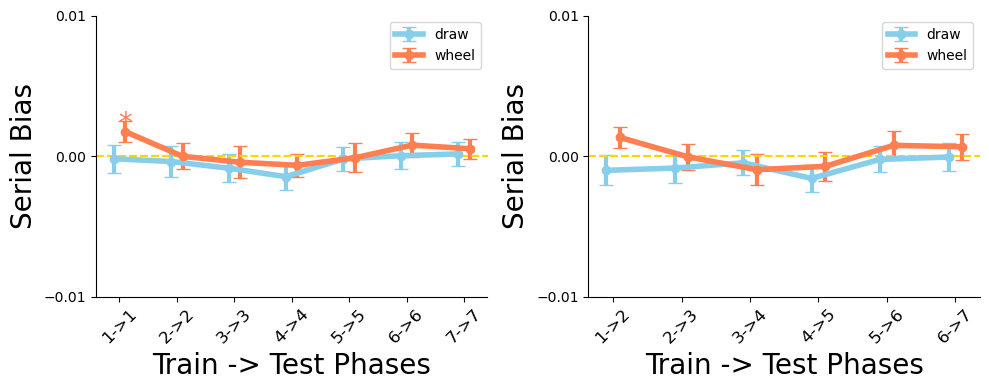 0.01
0.00
−0.01
Serial Bias
draw
wheel
*
1->1
2->2
3->3
4->4
5->5
6->6
7->7
Train -> Test Phases
0.01
0.00
−0.01
Serial Bias
draw
wheel
1->2
2->3
3->4
4->5
5->6
6->7
Train -> Test Phases